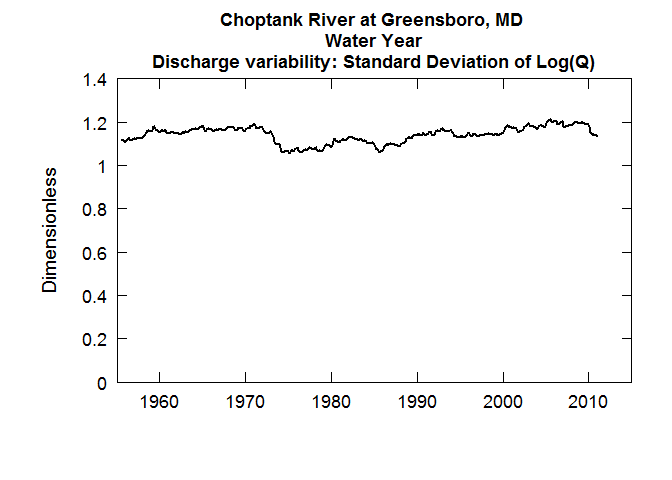 Choptank River at Greensboro, MD
Water Year
Discharge variability: Standard Deviation of Log(Q)
1.4
1.2
1
0.8
0.6
0.4
0.2
0
Dimensionless
1960 1970 1980 1990 2000 2010